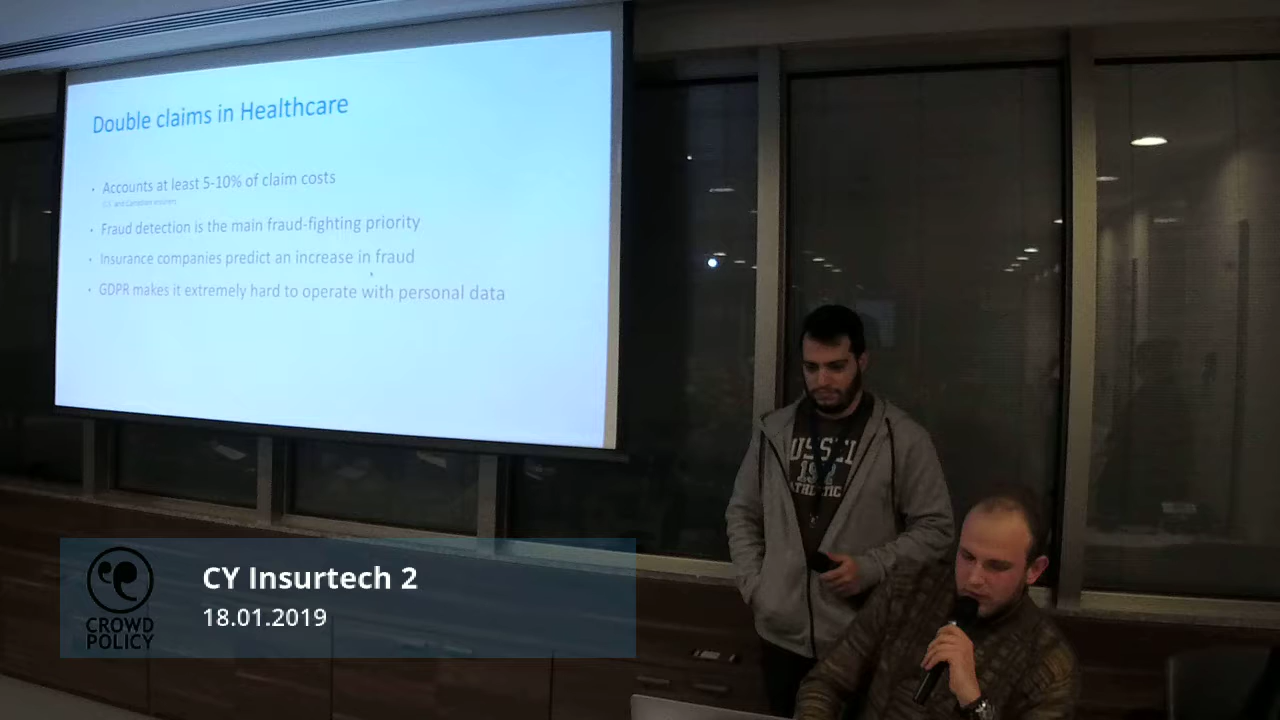 Double claims in Healthcare
• Accounts at least 5-10% of claim costs
• Fraud detection is the main fraud-fighting priority
• Insurance companies predict an increase in fraud
• GDPR makes it extremely hard to operate with personal data
ATHLETIC
CROWD
POLICY
CY Insurtech 2
18.01.2019